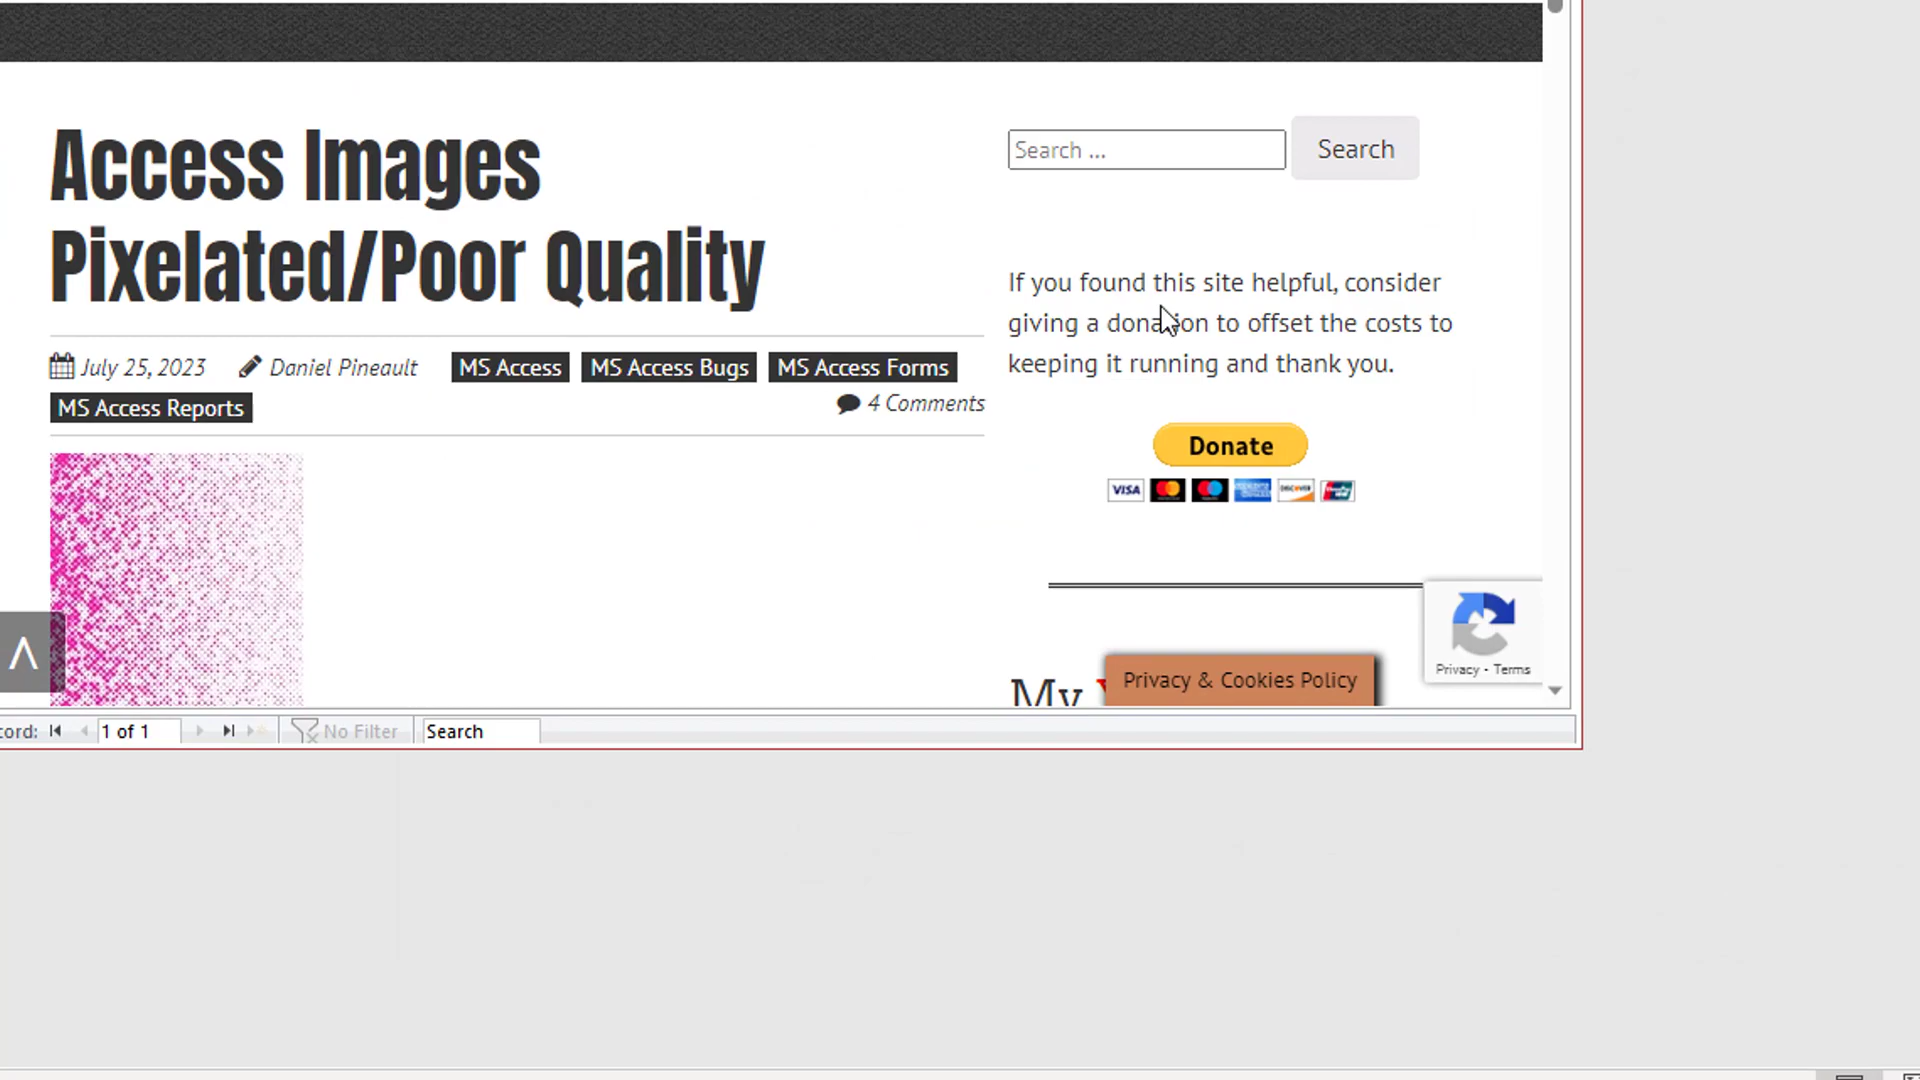 Access Images
Pixelated/Poor Quality
July 25, 2023 Daniel Pineault MS Access MS Access Bugs MS Access Forms
MS Access Reports 4 Comments
Search ... Search
If you found this site helpful, consider
giving a donation to offset the costs to
keeping it running and thank you.
Donate
VISA DISCOVER
My
Privacy & Cookies Policy
Privacy - Terms
cord: 1 of 1 No Filter Search